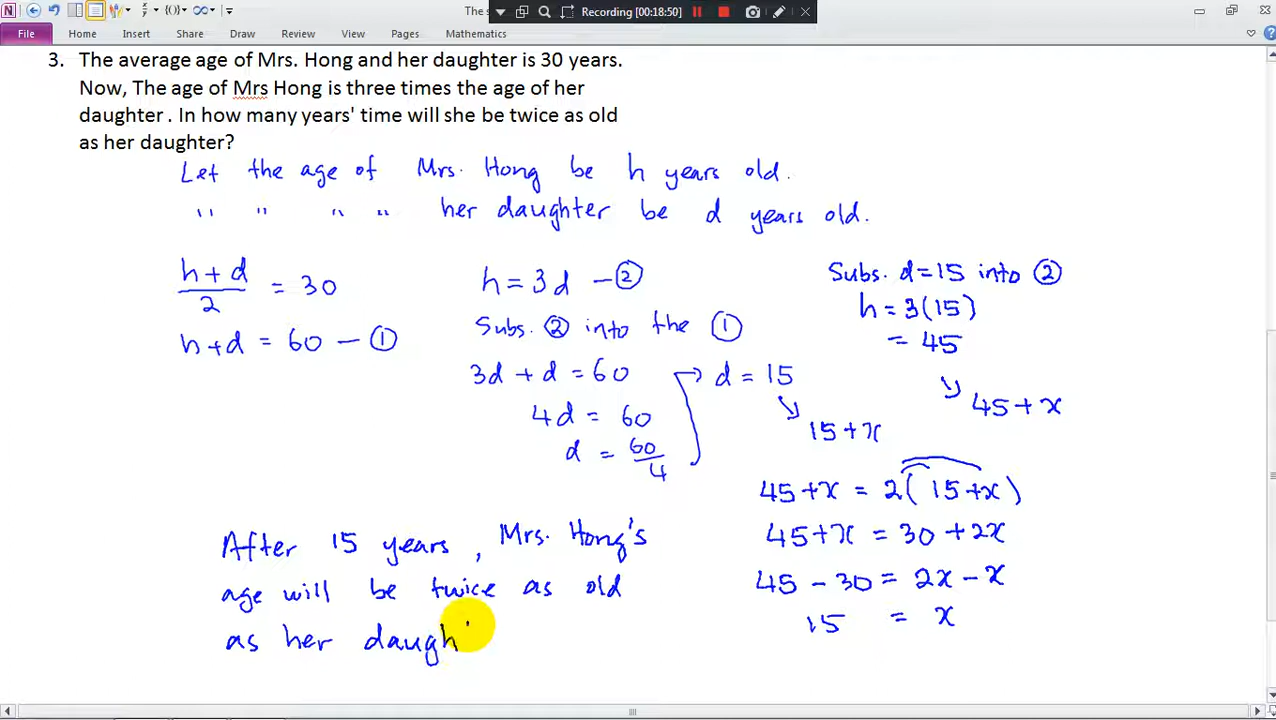 The s
Recording [00:18:50]
File Home Insert Share Draw Review View Pages Mathematics
3. The average age of Mrs. Hong and her daughter is 30 years.
Now, The age of Mrs Hong is three times the age of her
daughter . In how many years' time will she be twice as old
as her daughter?
Let the age of Mrs. Hong be h years old.
" " " " her daughter be d years old.
h+d/2 = 30
h+d = 60 - ①
h = 3d - ②
Subs. ② into the ①
3d + d = 60
4d = 60
d = 60/4
d = 15
15+x
Subs. d=15 into ②
h = 3(15)
= 45
45+x
45+x = 2(15+x)
45+x = 30 + 2x
45 - 30 = 2x - x
15 = x
After 15 years, Mrs. Hong's
age will be twice as old
as her daugh